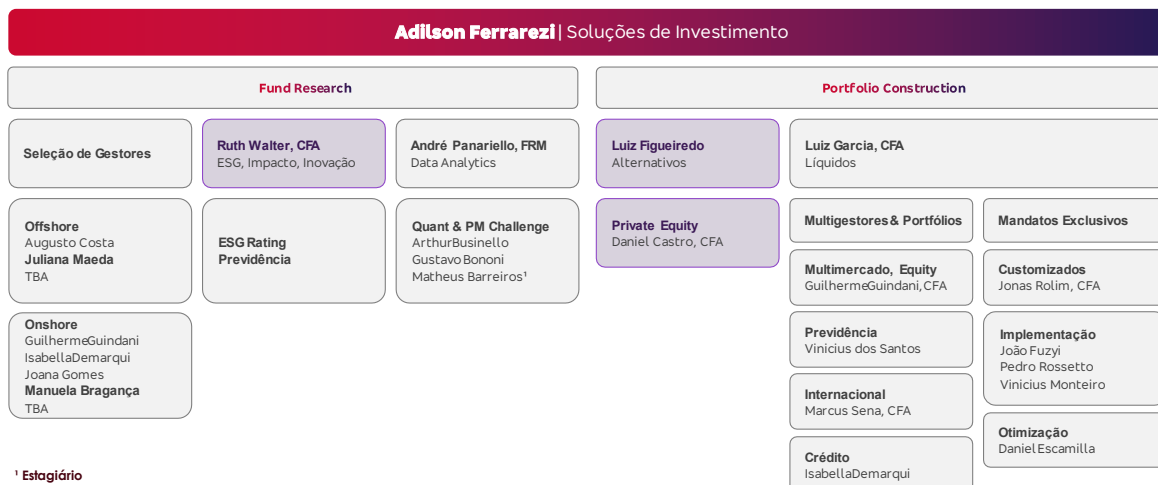 Adilson Ferrarezi | Soluções de Investimento
Fund Research
Portfolio Construction
Seleção de Gestores
Ruth Walter, CFA
ESG, Impacto, Inovação
André Panariello, FRM
Data Analytics
Luiz Figueiredo
Alternativos
Luiz Garcia, CFA
Líquidos
Offshore
Augusto Costa
Juliana Maeda
TBA
ESG Rating
Previdência
Quant & PM Challenge
ArthurBusinello
Gustavo Bononi
Matheus Barreiros¹
Private Equity
Daniel Castro, CFA
Multigestores & Portfólios
Mandatos Exclusivos
Multimercado, Equity
GuilhermeGuindani, CFA
Customizados
Jonas Rolim, CFA
Onshore
GuilhermeGuindani
IsabellaDemarqui
Joana Gomes
Manuela Bragança
TBA
Previdência
Vinicius dos Santos
Implementação
João Fuzyi
Pedro Rossetto
Vinicius Monteiro
Internacional
Marcus Sena, CFA
Otimização
Daniel Escamilla
Crédito
IsabellaDemarqui
¹ Estagiário